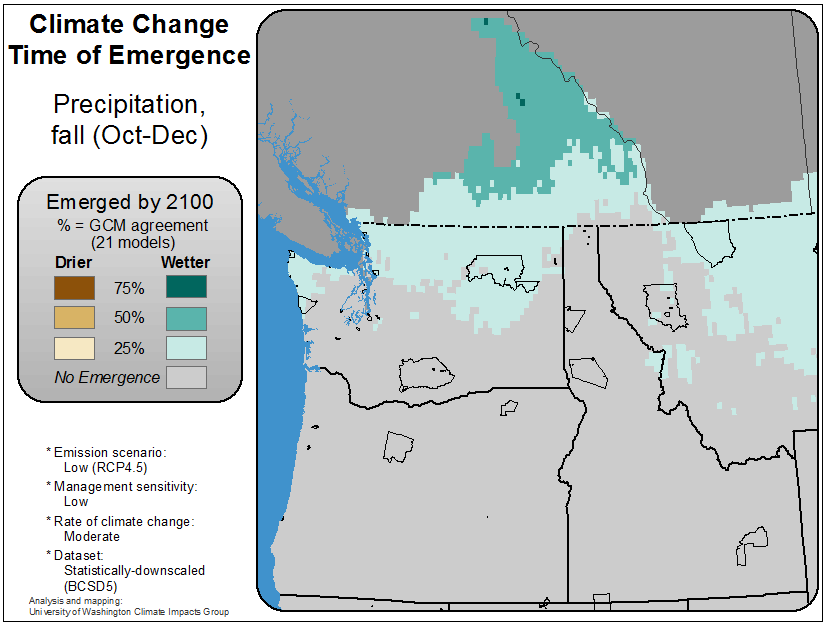 Climate Change
Time of Emergence
Precipitation,
fall (Oct-Dec)
Emerged by 2100
% = GCM agreement
(21 models)
Drier Wetter
75%
50%
25%
No Emergence
* Emission scenario:
Low (RCP4.5)
* Management sensitivity:
Low
* Rate of climate change:
Moderate
* Dataset:
Statistically-downscaled
(BCSD5)
Analysis and mapping:
University of Washington Climate Impacts Group